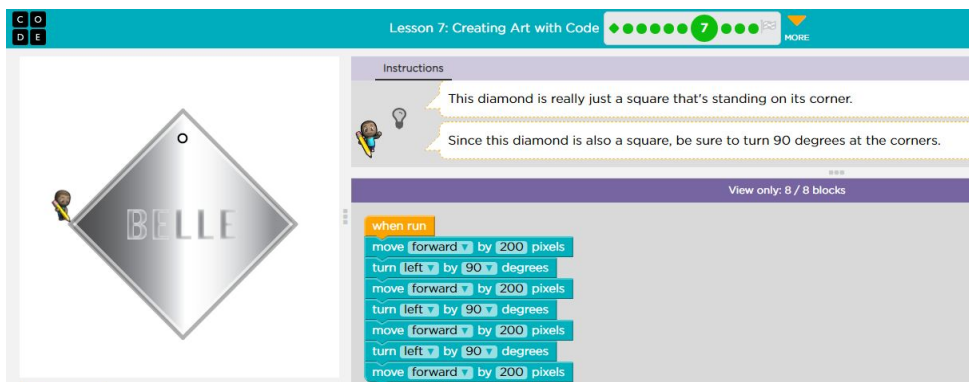 C O
D E
Lesson 7: Creating Art with Code
7
MORE
Instructions
This diamond is really just a square that's standing on its corner.
Since this diamond is also a square, be sure to turn 90 degrees at the corners.
BELLE
View only: 8 / 8 blocks
when run
move forward by 200 pixels
turn left by 90 degrees
move forward by 200 pixels
turn left by 90 degrees
move forward by 200 pixels
turn left by 90 degrees
move forward by 200 pixels